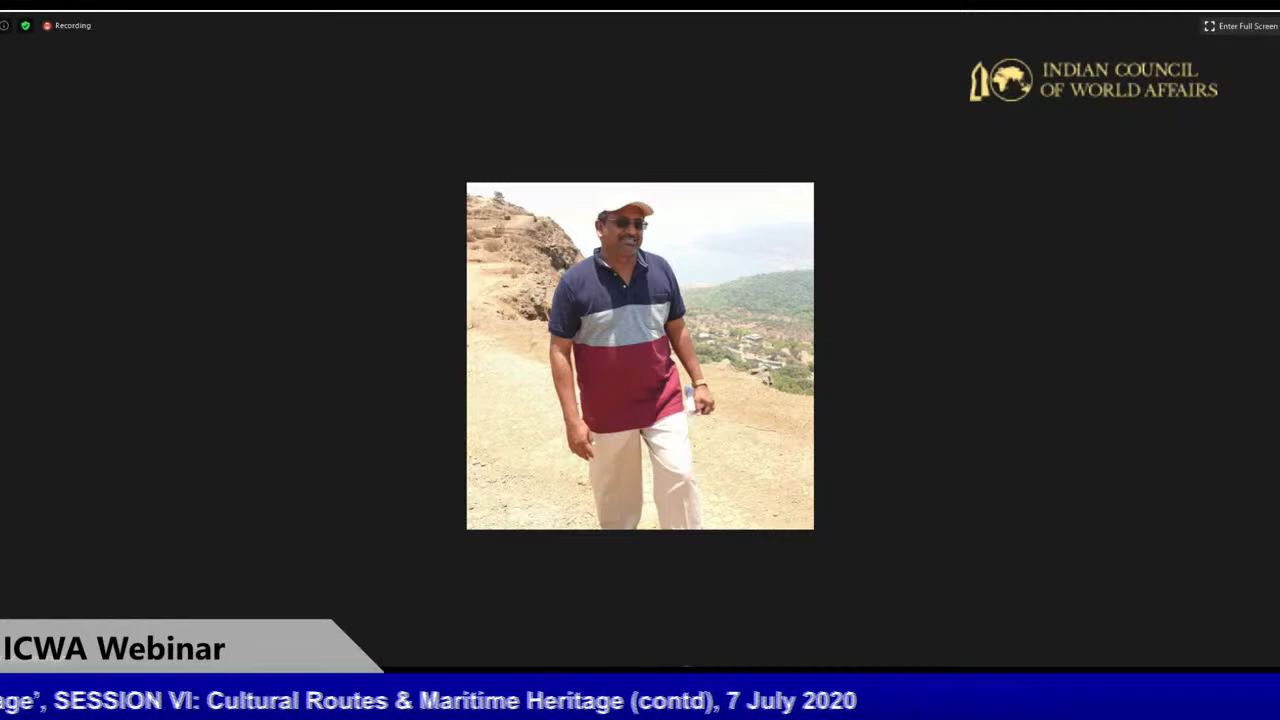 Recording
Enter Full Screen
INDIAN COUNCIL
OF WORLD AFFAIRS
ICWA Webinar
age”, SESSION VI: Cultural Routes & Maritime Heritage (contd), 7 July 2020